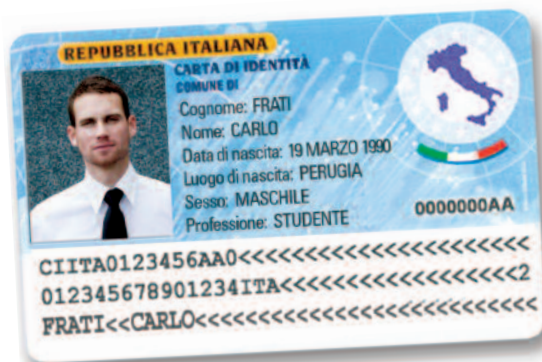 REPUBBLICA ITALIANA
CARTA DI IDENTITÀ
COMUNE DI
Cognome: FRATI
Nome: CARLO
Data di nascita: 19 MARZO 1990
Luogo di nascita: PERUGIA
Sesso: MASCHILE
Professione: STUDENTE
0000000AA
CIITA0123456AA0<<<<<<<<<<<<<<<<<<<<<<
012345678901234ITA<<<<<<<<<<<<<<<<<<2
FRATI<<CARLO<<<<<<<<<<<<<<<<<<<<<<<<<